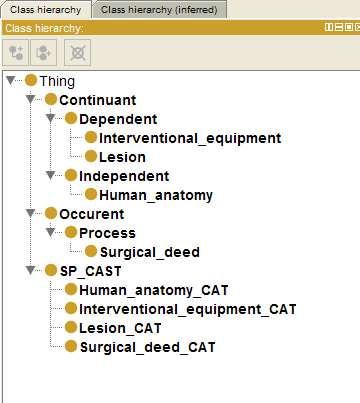 Class hierarchy Class hierarchy (inferred)
Class hierarchy:
Thing
Continuant
Dependent
Interventional_equipment
Lesion
Independent
Human_anatomy
Occurent
Process
Surgical_deed
SP_CAST
Human_anatomy_CAT
Interventional_equipment_CAT
Lesion_CAT
Surgical_deed_CAT